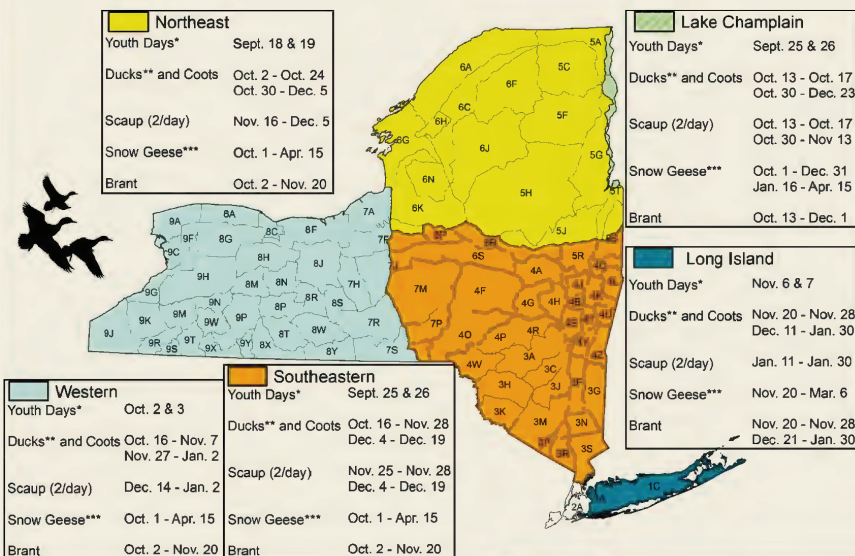 Northeast
Youth Days* Sept. 18 & 19
Ducks** and Coots Oct. 2 - Oct. 24
Oct. 30 - Dec. 5
Scaup (2/day) Nov. 16 - Dec. 5
Snow Geese*** Oct. 1 - Apr. 15
Brant Oct. 2 - Nov. 20
Lake Champlain
Youth Days* Sept. 25 & 26
Ducks** and Coots Oct. 13 - Oct. 17
Oct. 30 - Dec. 23
Scaup (2/day) Oct. 13 - Oct. 17
Oct. 30 - Nov 13
Snow Geese*** Oct. 1 - Dec. 31
Jan. 16 - Apr. 15
Brant Oct. 13 - Dec. 1
Long Island
Youth Days* Nov. 6 & 7
Ducks** and Coots Nov. 20 - Nov. 28
Dec. 11 - Jan. 30
Scaup (2/day) Jan. 11 - Jan. 30
Snow Geese*** Nov. 20 - Mar. 6
Brant Nov. 20 - Nov. 28
Dec. 21 - Jan. 30
Western
Youth Days* Oct. 2 & 3
Ducks** and Coots Oct. 16 - Nov. 7
Nov. 27 - Jan. 2
Scaup (2/day) Dec. 14 - Jan. 2
Snow Geese*** Oct. 1 - Apr. 15
Brant Oct. 2 - Nov. 20
Southeastern
Youth Days* Sept. 25 & 26
Ducks** and Coots Oct. 16 - Nov. 28
Dec. 4 - Dec. 19
Scaup (2/day) Nov. 25 - Nov. 28
Dec. 4 - Dec. 19
Snow Geese*** Oct. 1 - Apr. 15
Brant Oct. 2 - Nov. 20
5A
6A 5C
6F
6C
5F
6H
6G
6J
5G
6N
5H
6K
5J
5T
9A 8A 7A
9F 8G 8C 8F 7F
9C
8H 8J
9H
8M 8N 7H
9G
9N 8P 8R 8S
9K 9M 9W 9P 7R
9J 8T 8W
9R 9S 9T 9X 9Y 8X 8Y 7S
6S 5R
4A
7M 4F
4G 4H
7P
4O 4P 4R
4W 3A
3C
3H 3J 3G
3K
3M 3N
3S
1C
2A